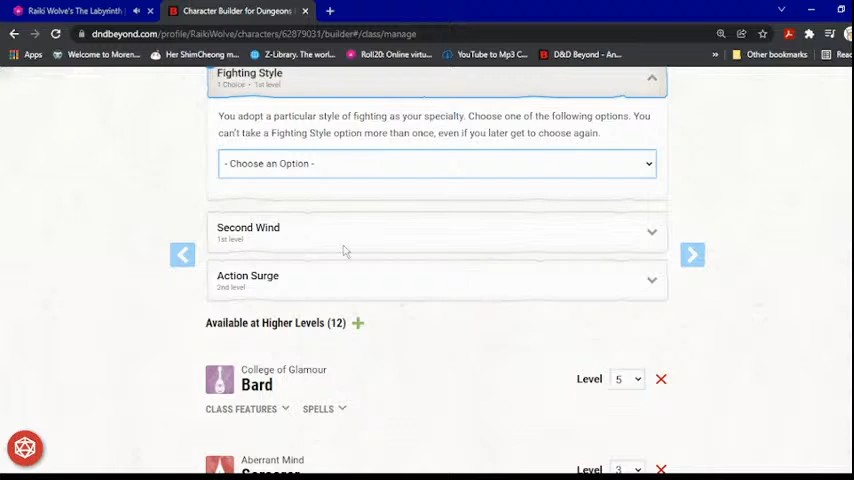 Raiki Wolve's The Labyrinth
Character Builder for Dungeons
dndbeyond.com/profile/RaikiWolve/characters/62879031/builder#/class/manage
Apps
Welcome to Moren...
Her ShimCheong m...
Z-Library. The worl...
Roll20: Online virtu...
YouTube to Mp3 C...
D&D Beyond - An...
Other bookmarks
Fighting Style
1 Choice • 1st level
You adopt a particular style of fighting as your specialty. Choose one of the following options. You
can't take a Fighting Style option more than once, even if you later get to choose again.
- Choose an Option -
Second Wind
1st level
Action Surge
2nd level
Available at Higher Levels (12)
College of Glamour
Bard
Level 5
CLASS FEATURES
SPELLS
Aberrant Mind
Sorcerer
Level 3